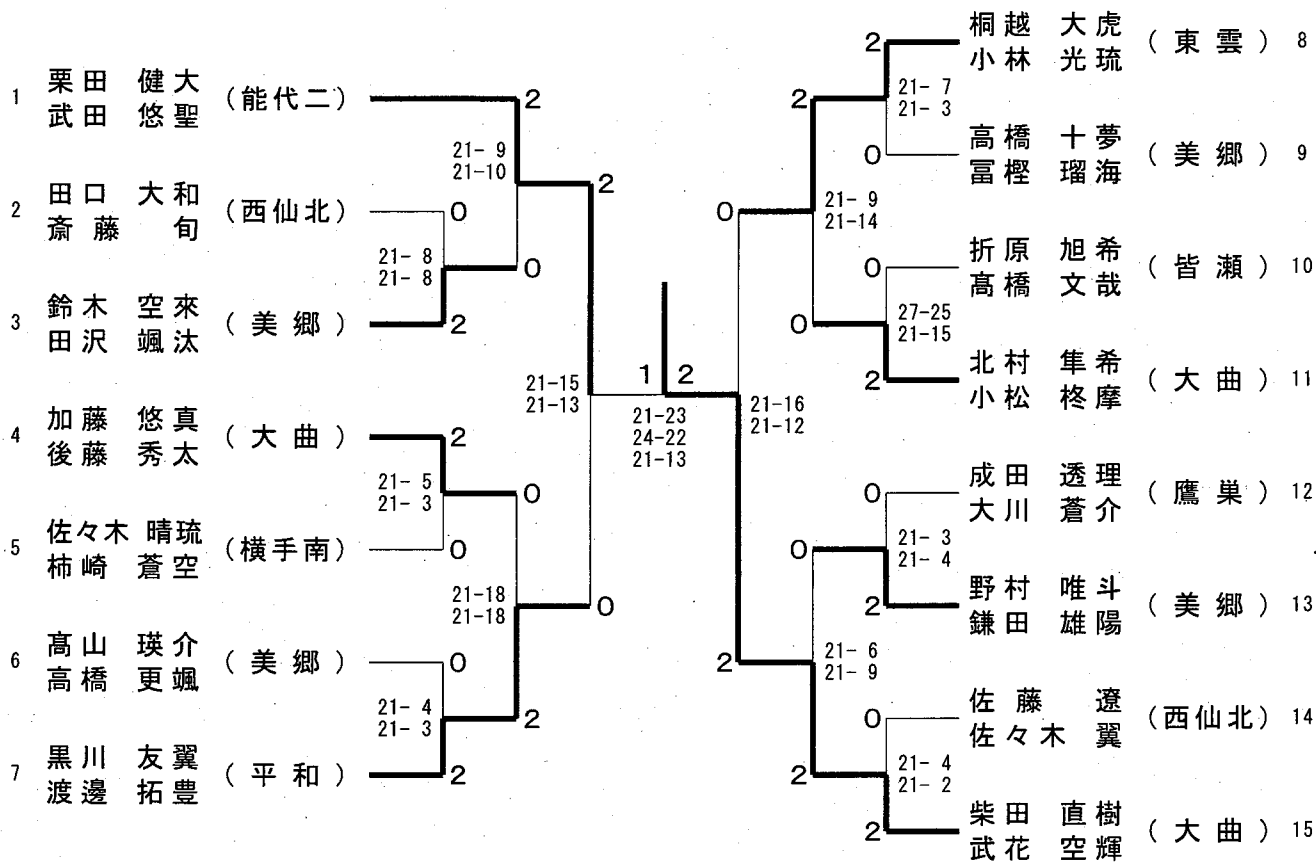 1 栗田 健大 (能代二)
武田 悠聖
2
21- 9
21-10
2
2 田口 大和 (西仙北)
斎藤 旬
0
21- 8
21- 8
0
3 鈴木 空來 (美郷)
田沢 颯汰
2
21-15
21-13
4 加藤 悠真 (大曲)
後藤 秀太
2
21- 5
21- 3
0
5 佐々木 晴琉 (横手南)
柿崎 蒼空
0
21-18
21-18
0
6 髙山 瑛介 (美郷)
高橋 更颯
0
21- 4
21- 3
2
7 黒川 友翼 (平和)
渡邊 拓豊
2
1 2
21-23
24-22
21-13
2 桐越 大虎 (東雲) 8
小林 光琉
21- 7
21- 3
2
0 高橋 十夢 (美郷) 9
冨樫 瑠海
0
21- 9
21-14
0 折原 旭希 (皆瀬) 10
髙橋 文哉
27-25
21-15
0
2 北村 隼希 (大曲) 11
小松 柊摩
21-16
21-12
0 成田 透理 (鷹巣) 12
大川 蒼介
21- 3
21- 4
0
2 野村 唯斗 (美郷) 13
鎌田 雄陽
2
21- 6
21- 9
0 佐藤 遼 (西仙北) 14
佐々木 翼
21- 4
21- 2
2
2 柴田 直樹 (大曲) 15
武花 空輝